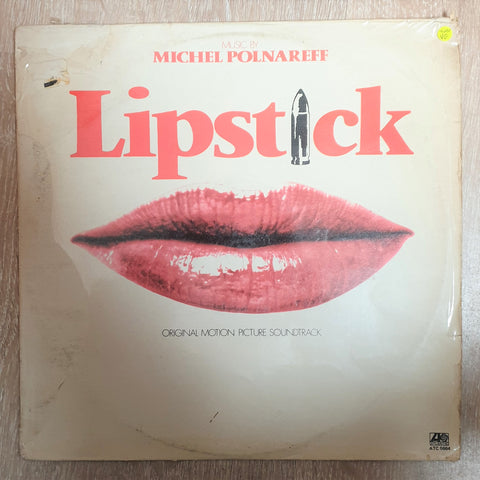 MUSIC BY
MICHEL POLNAREFF
Lipstick
ORIGINAL MOTION PICTURE SOUNDTRACK